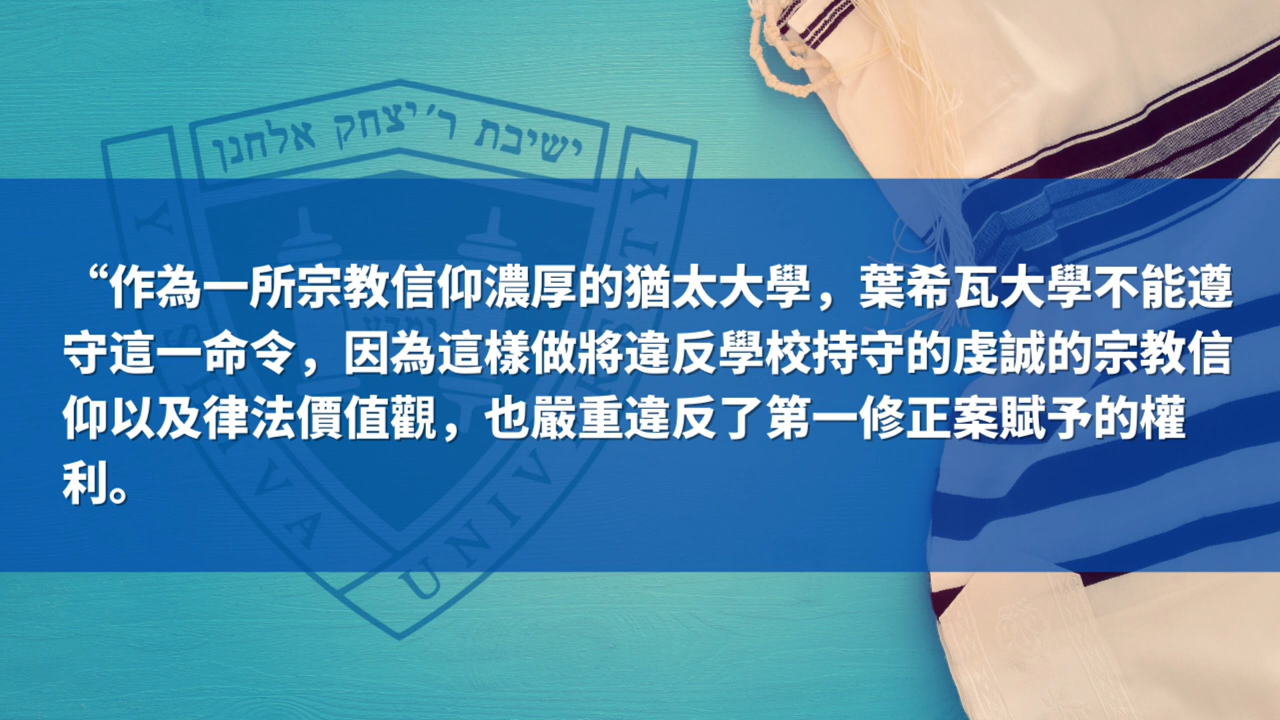 ישיבת ר׳ יצחק אלחנן
“作為一所宗教信仰濃厚的猶太大學，葉希瓦大學不能遵
守這一命令，因為這樣做將違反學校持守的虔誠的宗教信
仰以及律法價值觀，也嚴重違反了第一修正案賦予的權
利。
YESHIVA
UNIVERSITY